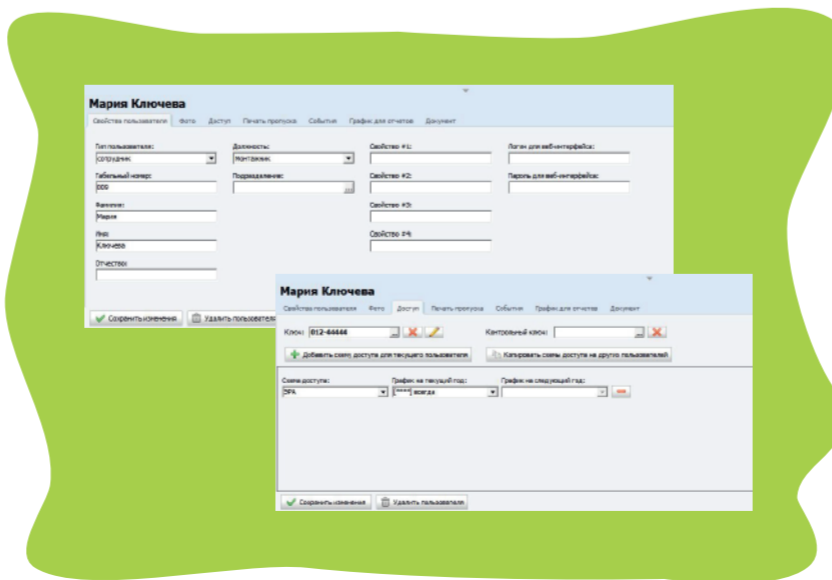 Мария Ключева
Свойства пользователя Фото Доступ Печать пропуска События График для отчетов Документ
Тип пользователя: Должность: Свойство #1: Логин для веб-интерфейса:
сотрудник монтажник
Табельный номер: Подразделение: Свойство #2: Пароль для веб-интерфейса:
009 ...
Фамилия: Свойство #3:
Мария
Имя: Свойство #4:
Ключева
Отчество:
Сохранить изменения Удалить пользователя
Мария Ключева
Свойства пользователя Фото Доступ Печать пропуска События График для отчетов Документ
Ключ: 012-44444 ... Контрольный ключ: ...
Добавить схему доступа для текущего пользователя Копировать схемы доступа на других пользователей
Схема доступа: График на текущий год: График на следующий год:
ЭРА [****] всегда
Сохранить изменения Удалить пользователя